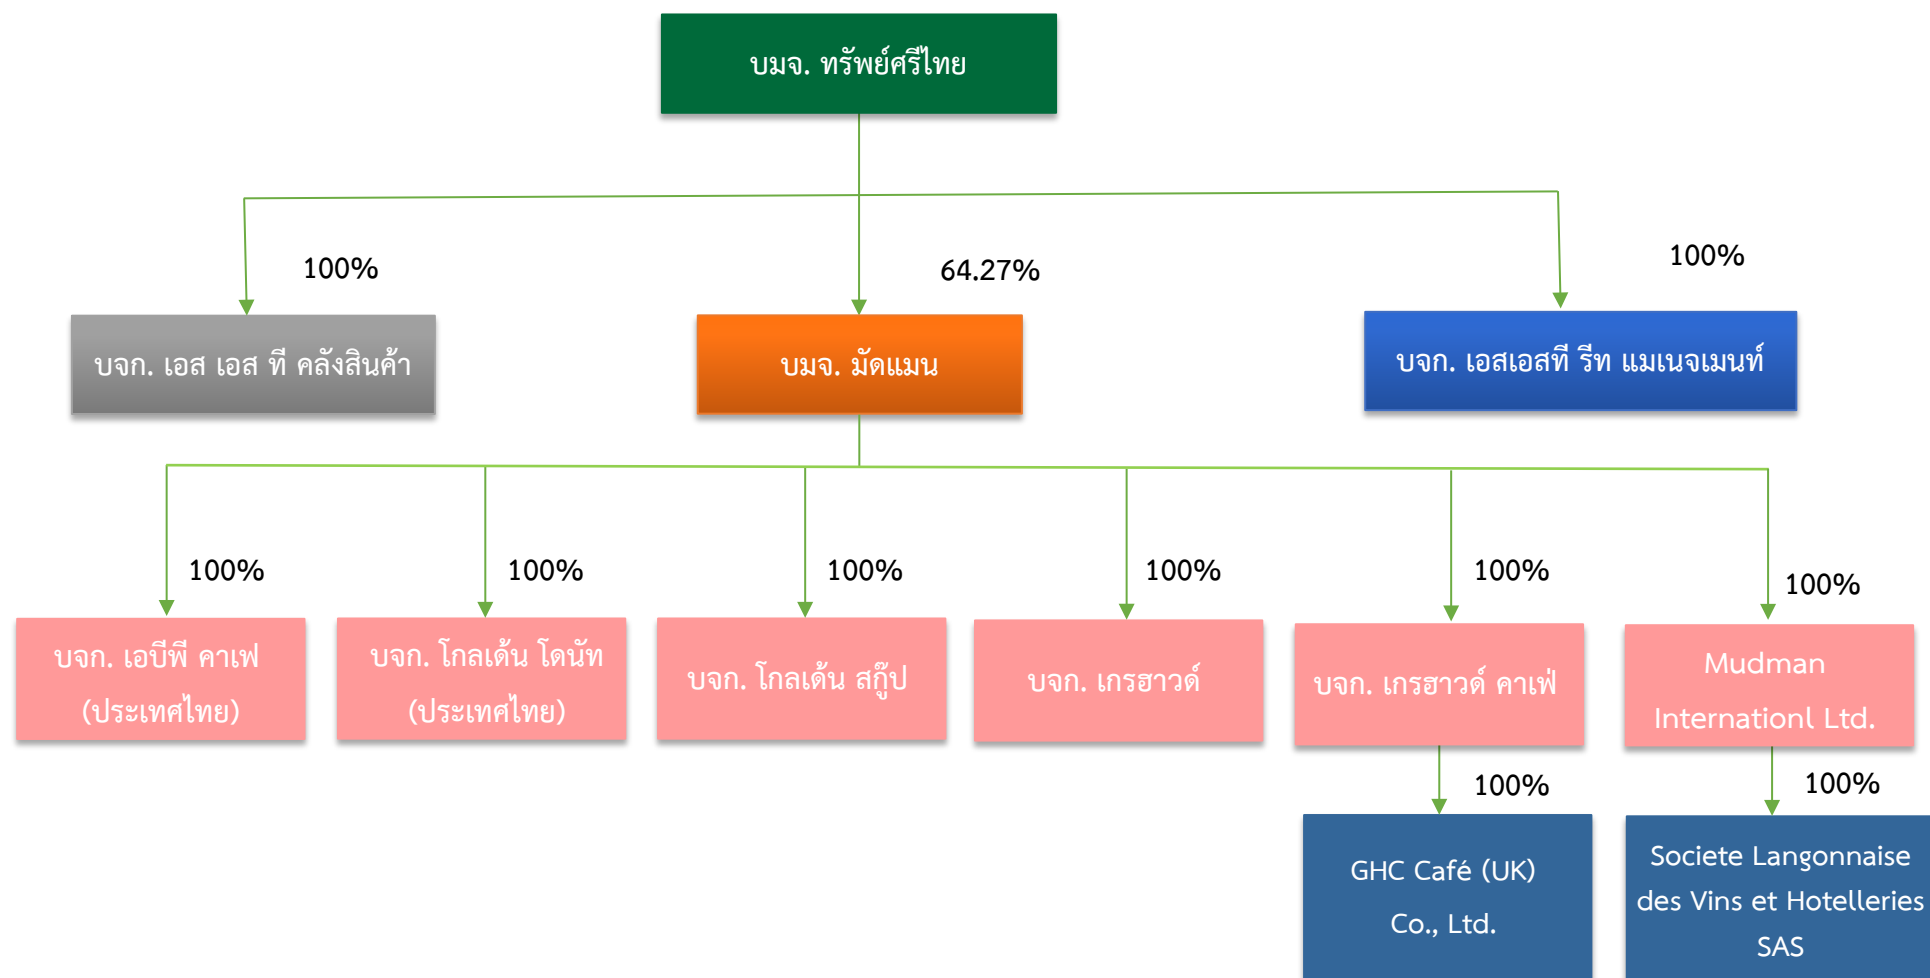 บมจ. ทรัพย์ศรีไทย
100%
64.27%
100%
บจก. เอส เอส ที คลังสินค้า
บมจ. มัดแมน
บจก. เอสเอสที รีท แมเนจเมนท์
100%
100%
100%
100%
100%
100%
บจก. เอบีพี คาเฟ
(ประเทศไทย)
บจก. โกลเด้น โดนัท
(ประเทศไทย)
บจก. โกลเด้น สกู๊ป
บจก. เกรฮาวด์
บจก. เกรฮาวด์ คาเฟ่
Mudman
Internationl Ltd.
100%
100%
GHC Café (UK)
Co., Ltd.
Societe Langonnaise
des Vins et Hotelleries
SAS